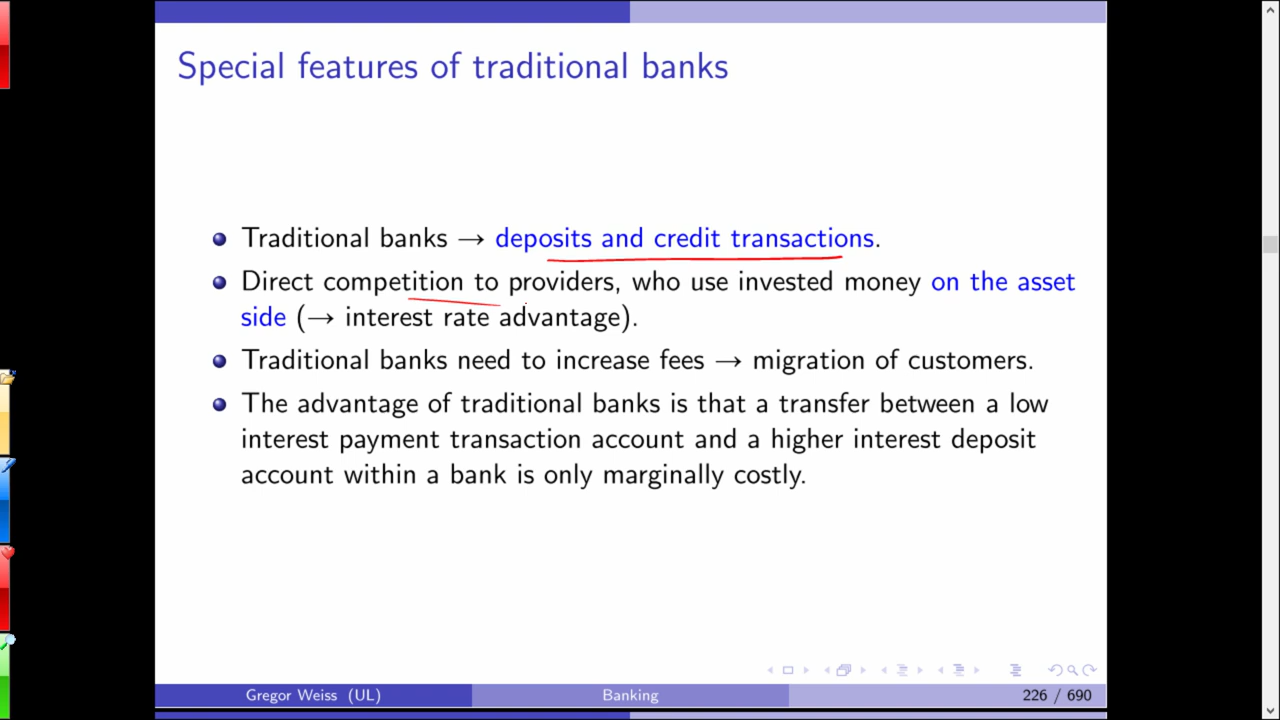 Special features of traditional banks
Traditional banks → deposits and credit transactions.
Direct competition to providers, who use invested money on the asset
side (→ interest rate advantage).
Traditional banks need to increase fees → migration of customers.
The advantage of traditional banks is that a transfer between a low
interest payment transaction account and a higher interest deposit
account within a bank is only marginally costly.
Gregor Weiss (UL) Banking 226 / 690